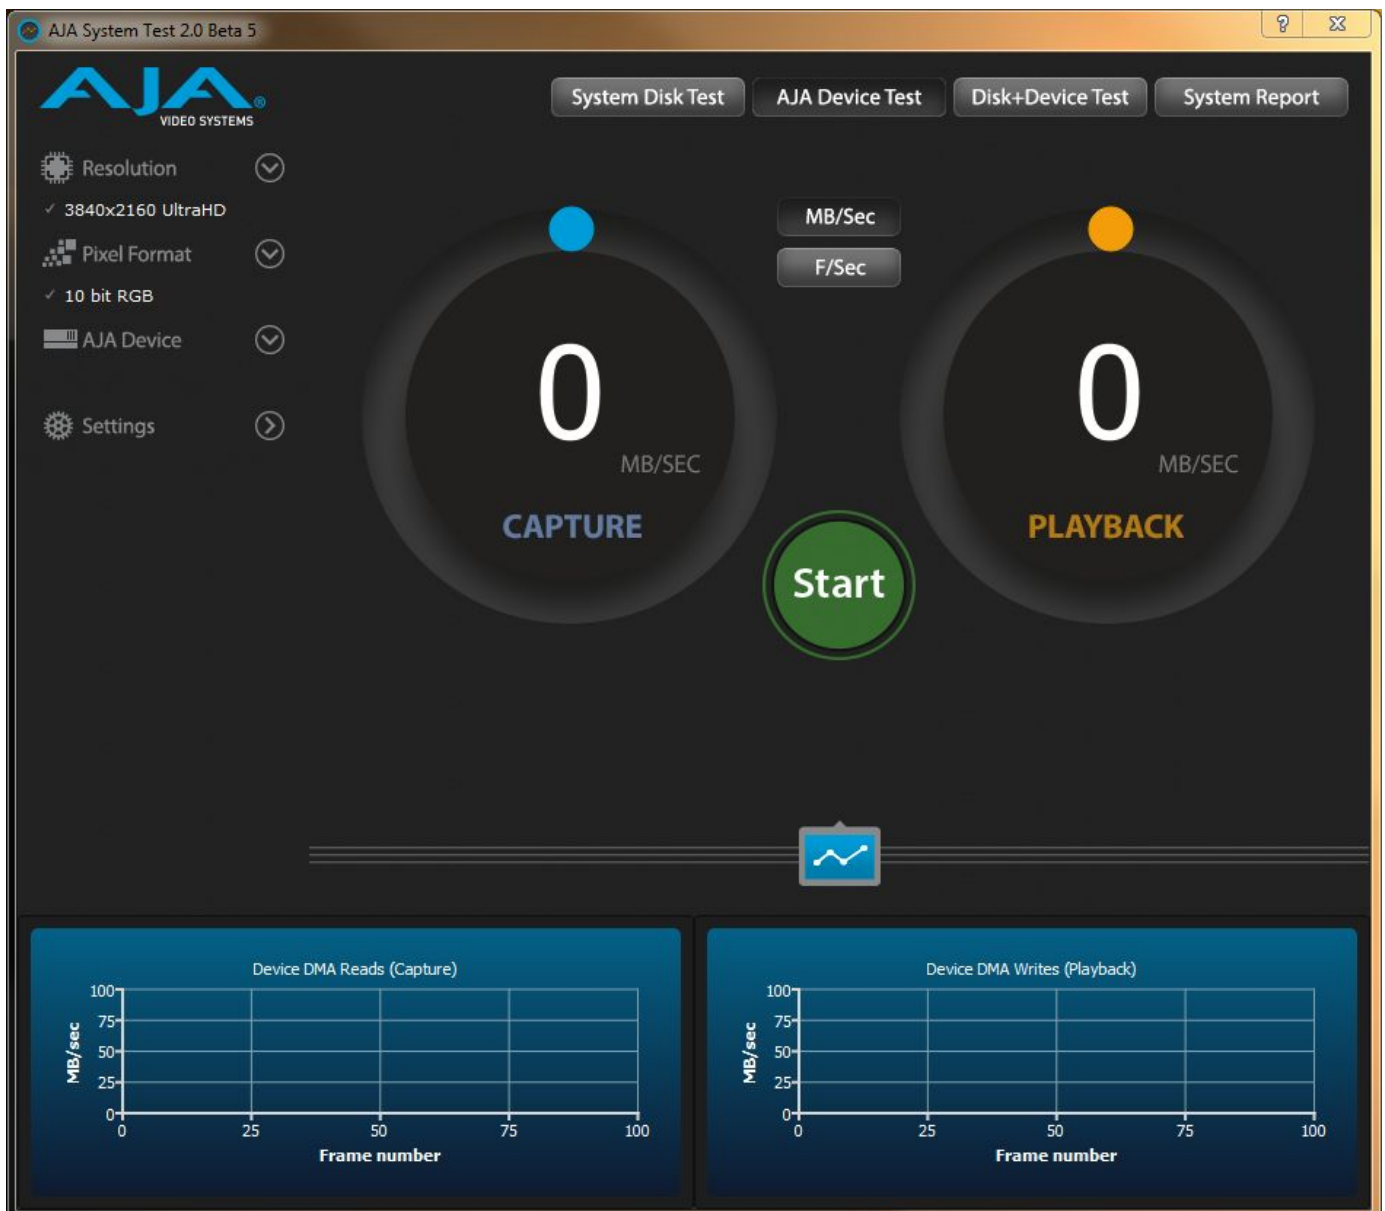 AJA System Test 2.0 Beta 5
AJA®
VIDEO SYSTEMS
System Disk Test
AJA Device Test
Disk+Device Test
System Report
Resolution
✓ 3840x2160 UltraHD
Pixel Format
✓ 10 bit RGB
AJA Device
Settings
MB/Sec
F/Sec
0
MB/SEC
CAPTURE
0
MB/SEC
PLAYBACK
Start
Device DMA Reads (Capture)
MB/sec
100
75
50
25
0
0 25 50 75 100
Frame number
Device DMA Writes (Playback)
MB/sec
100
75
50
25
0
0 25 50 75 100
Frame number